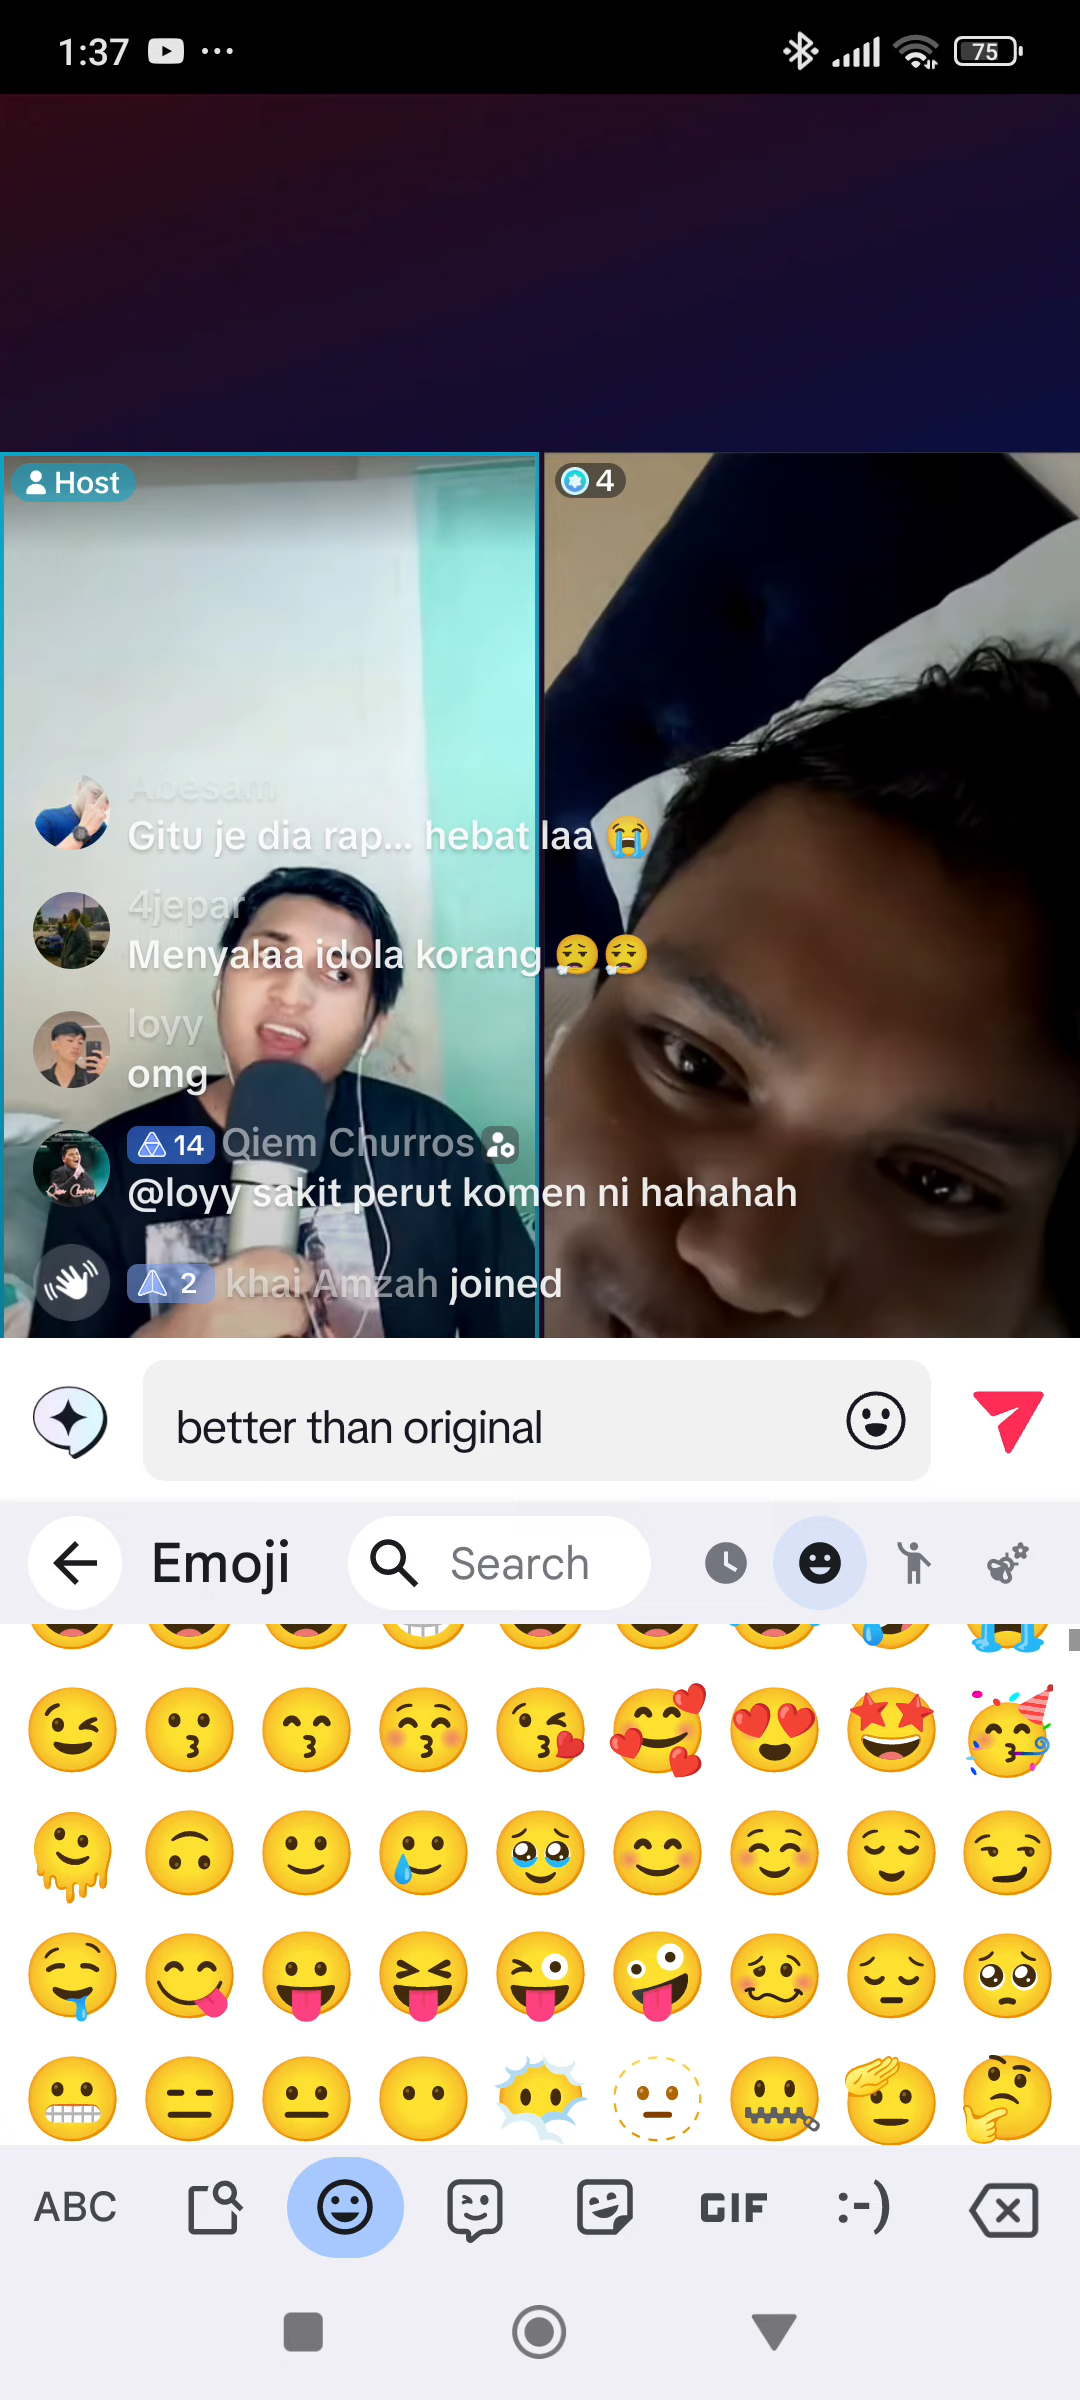 1:37
75
Host
4
Abesam
Gitu je dia rap... hebat laa 😭
4jepar
Menyalaa idola korang 😮‍💨😮‍💨
loyy
omg
14 Qiem Churros
@loyy sakit perut komen ni hahahah
2 khai Amzah joined
better than original
Emoji
Search
ABC
GIF
:-)